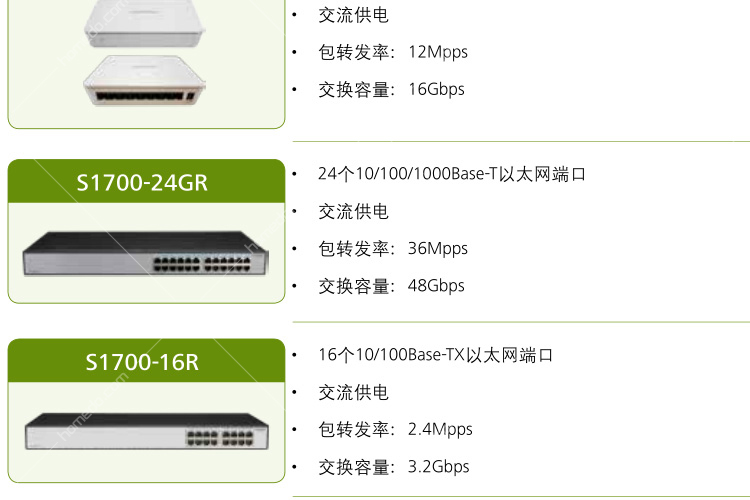 • 交流供电
• 包转发率: 12Mpps
• 交换容量: 16Gbps
S1700-24GR
• 24个10/100/1000Base-T以太网端口
• 交流供电
• 包转发率: 36Mpps
• 交换容量: 48Gbps
S1700-16R
• 16个10/100Base-TX以太网端口
• 交流供电
• 包转发率: 2.4Mpps
• 交换容量: 3.2Gbps